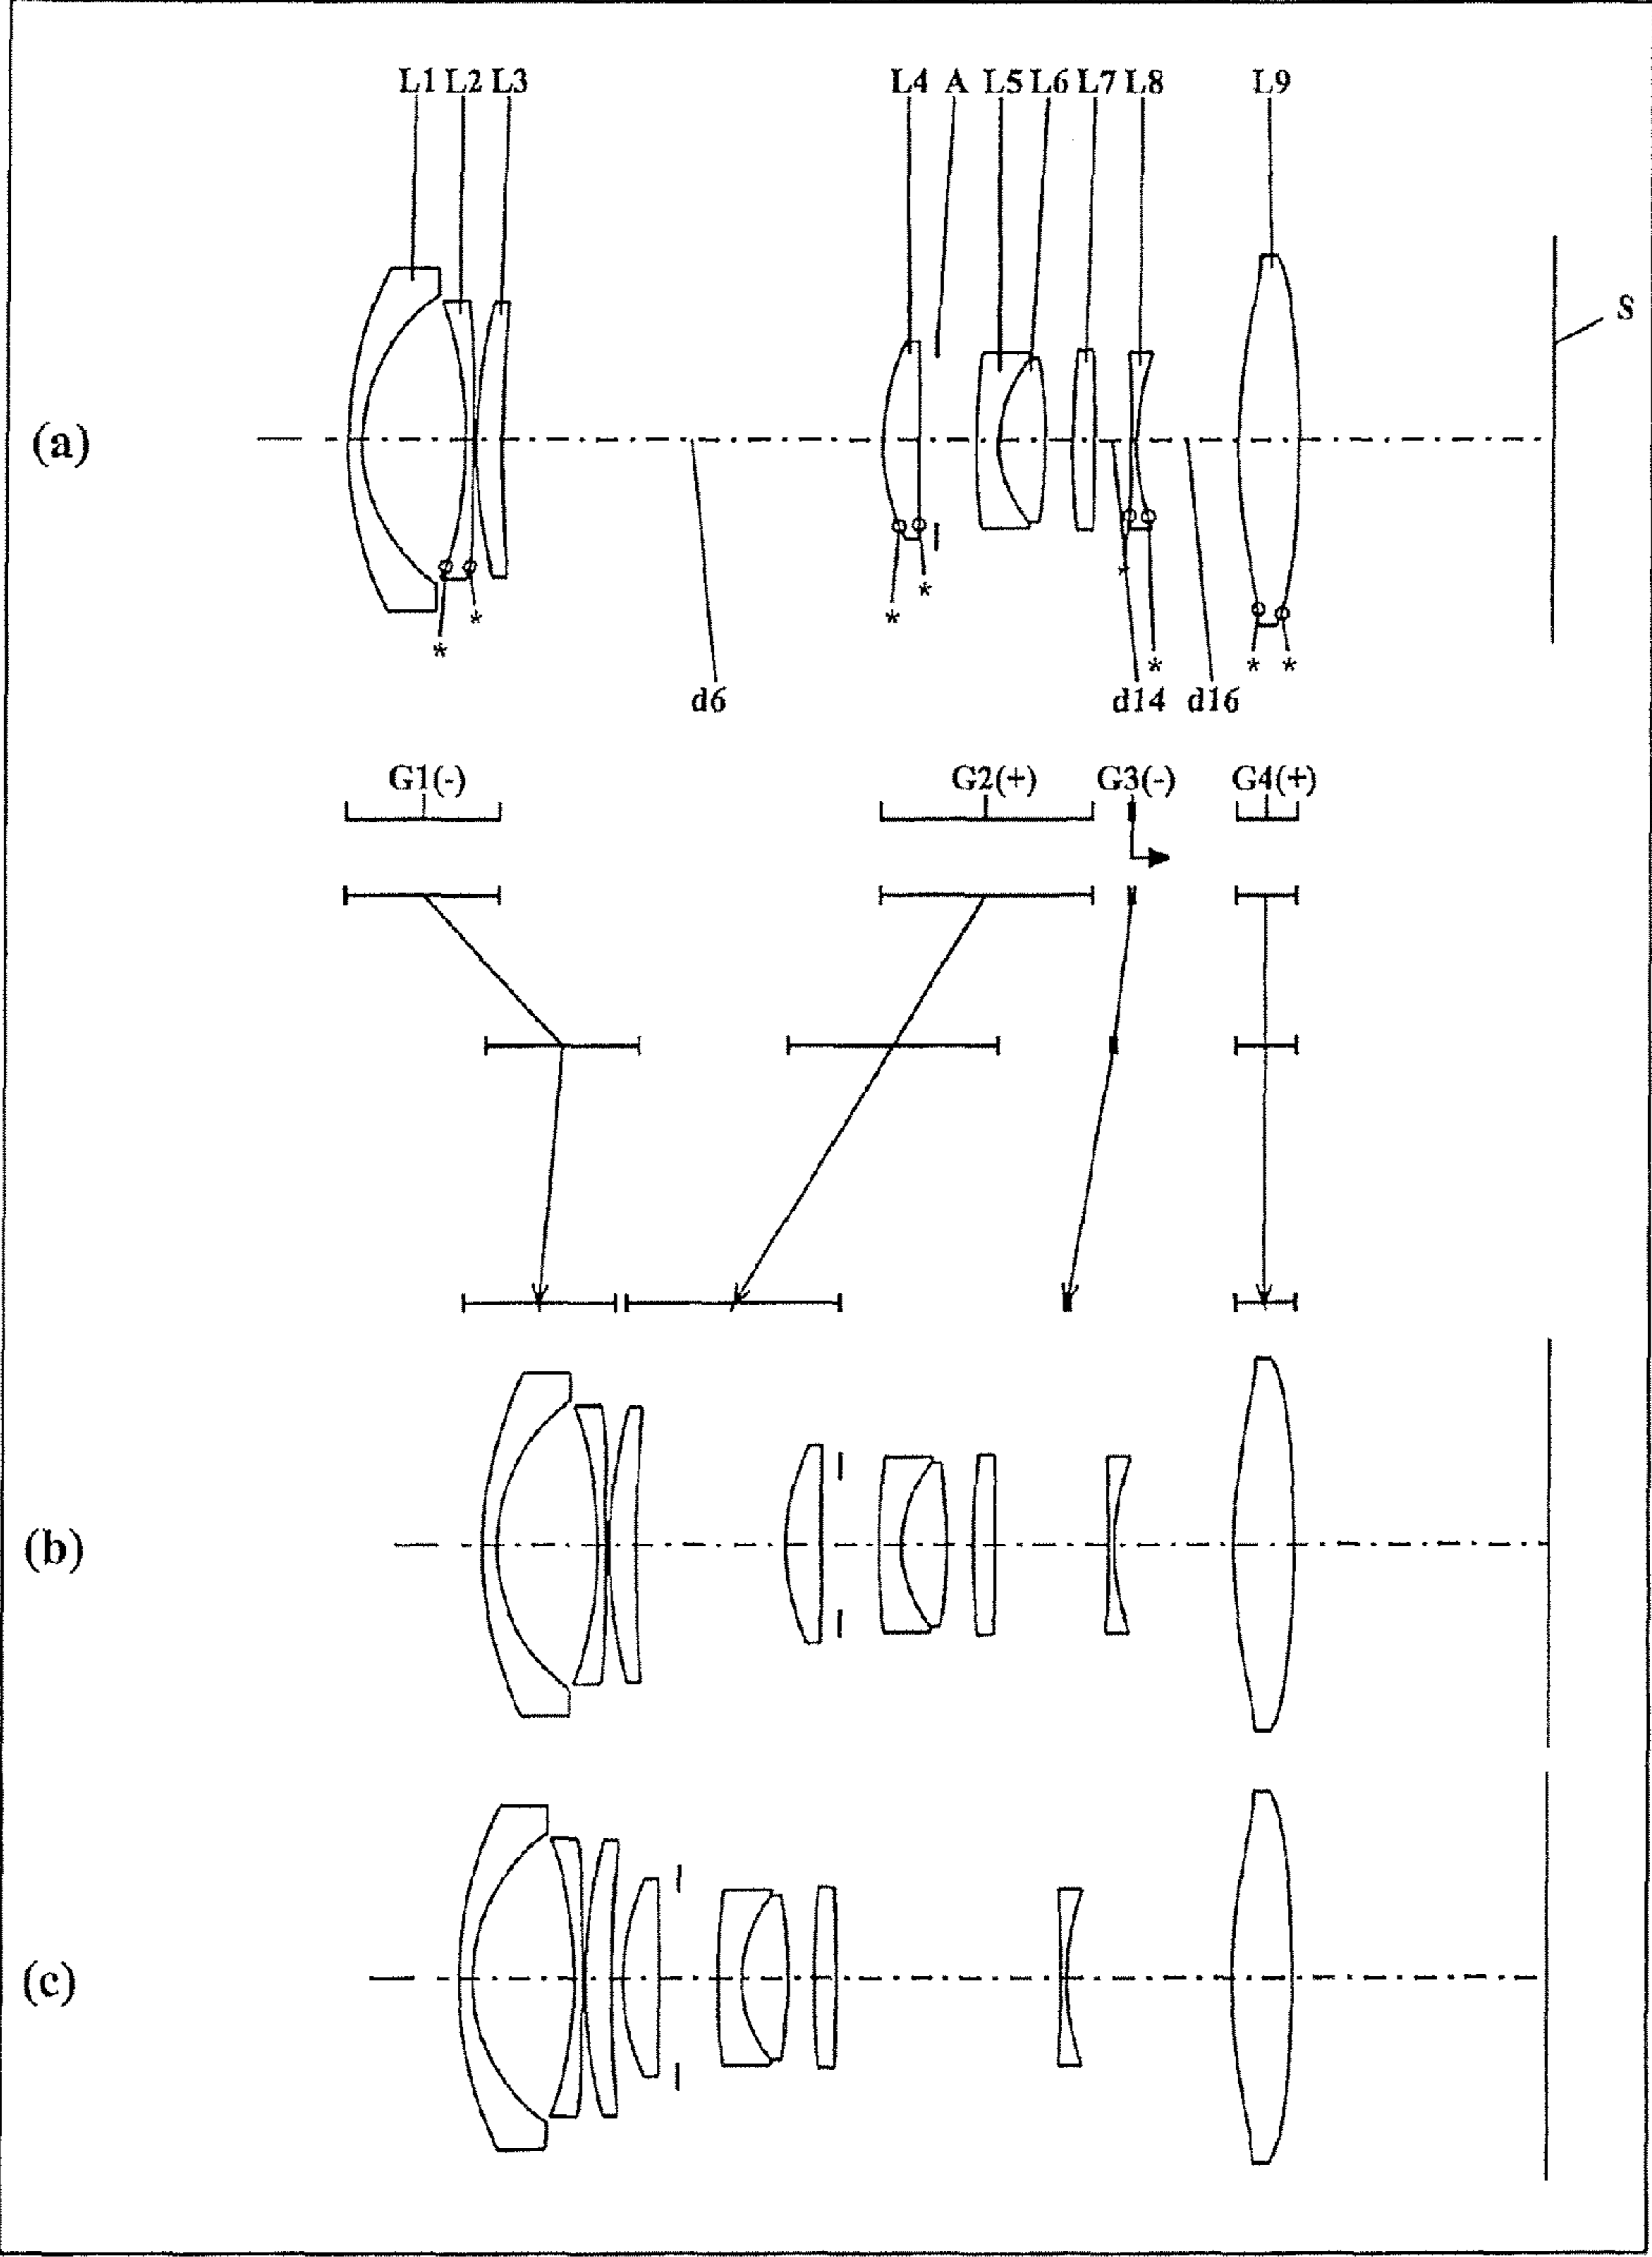 L1 L2 L3 L4 A L5 L6 L7 L8 L9
S
(a)
* * * * * * * *
d6 d14 d16
G1(-) G2(+) G3(-) G4(+)
(b)
(c)